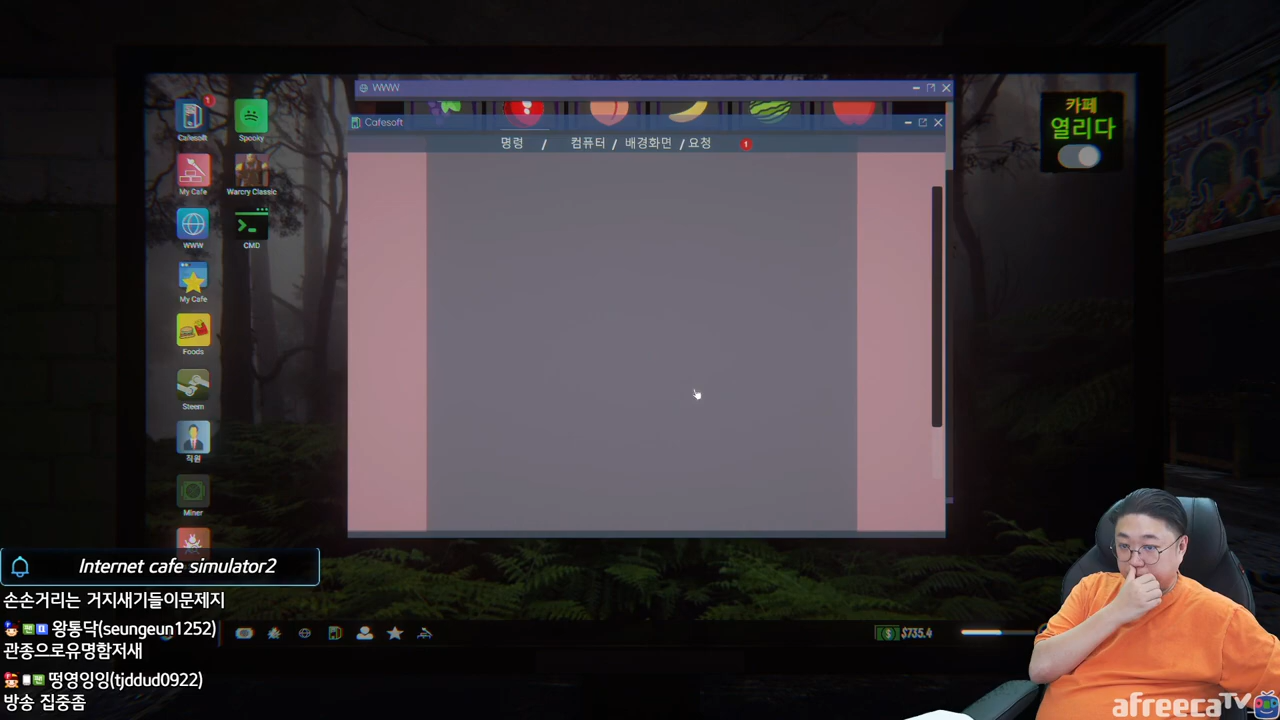 WWW
Cafesoft
명령 / 컴퓨터 / 배경화면 / 요청 1
카페
열리다
1
Cafesoft
Spooky
My Cafe
Warcry Classic
WWW
CMD
My Cafe
Foods
Steem
직원
Miner
Internet cafe simulator2
손손거리는 거지새기들이문제지
왕통닥(seungeun1252)
관종으로유명함저새
떵영잉잉(tjddud0922)
방송 집중좀
$735.4
afreecaTV